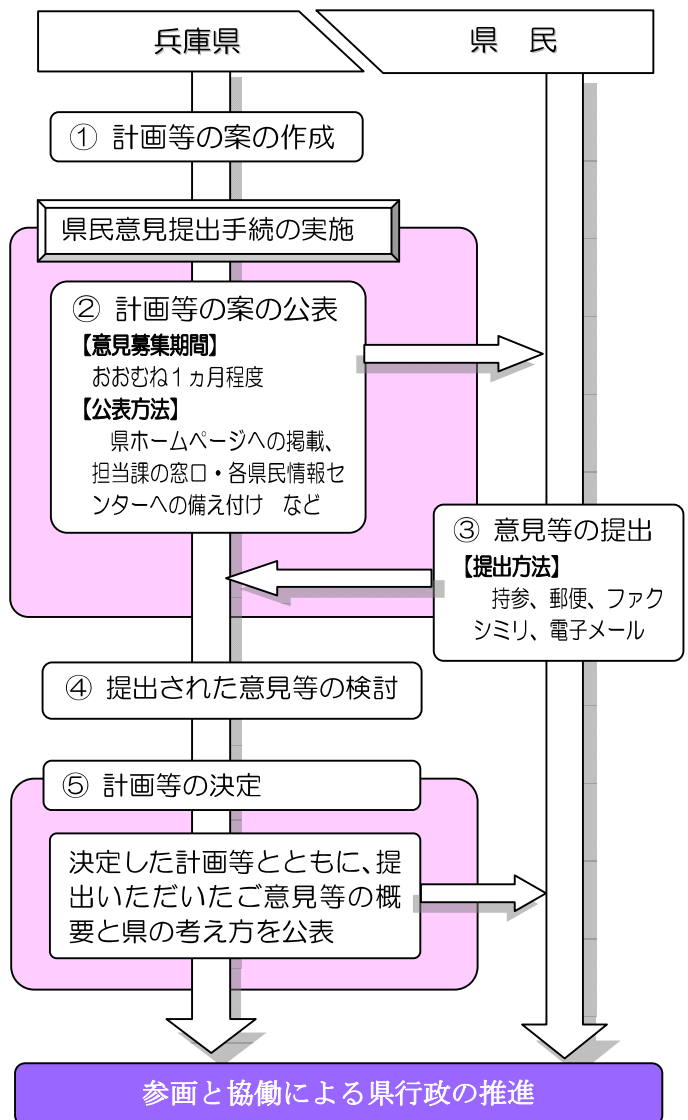 兵庫県
県 民
① 計画等の案の作成
県民意見提出手続の実施
② 計画等の案の公表
【意見募集期間】
おおむね１ヵ月程度
【公表方法】
県ホームページへの掲載、
担当課の窓口・各県民情報セ
ンターへの備え付け など
③ 意見等の提出
【提出方法】
持参、郵便、ファク
シミリ、電子メール
④ 提出された意見等の検討
⑤ 計画等の決定
決定した計画等とともに、提
出いただいたご意見等の概
要と県の考え方を公表
参画と協働による県行政の推進